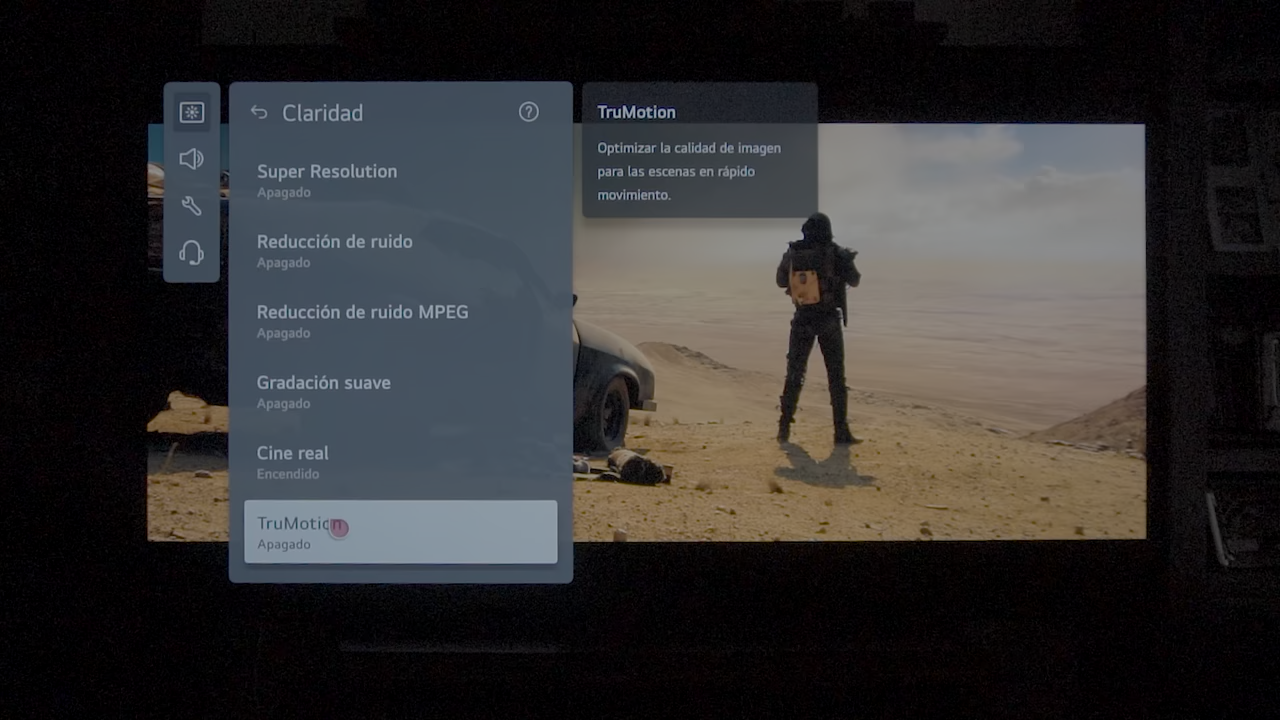 Claridad
Super Resolution
Apagado
Reducción de ruido
Apagado
Reducción de ruido MPEG
Apagado
Gradación suave
Apagado
Cine real
Encendido
TruMotion
Apagado
TruMotion
Optimizar la calidad de imagen
para las escenas en rápido
movimiento.